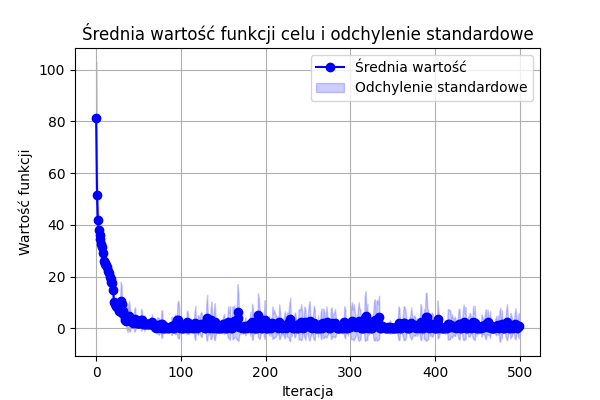 Średnia wartość funkcji celu i odchylenie standardowe
Średnia wartość
Odchylenie standardowe
Wartość funkcji
100
80
60
40
20
0
0 100 200 300 400 500
Iteracja